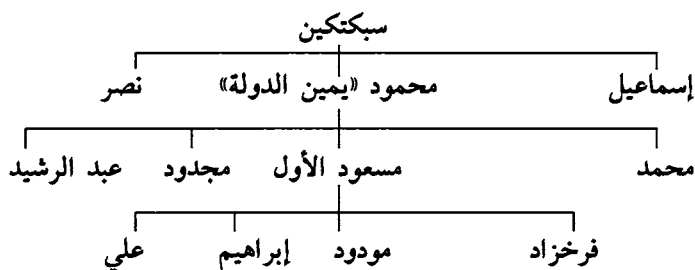 سبكتكين
إسماعيل محمود «يمين الدولة» نصر
محمد مسعود الأول مجدود عبد الرشيد
فرخزاد مودود إبراهيم علي